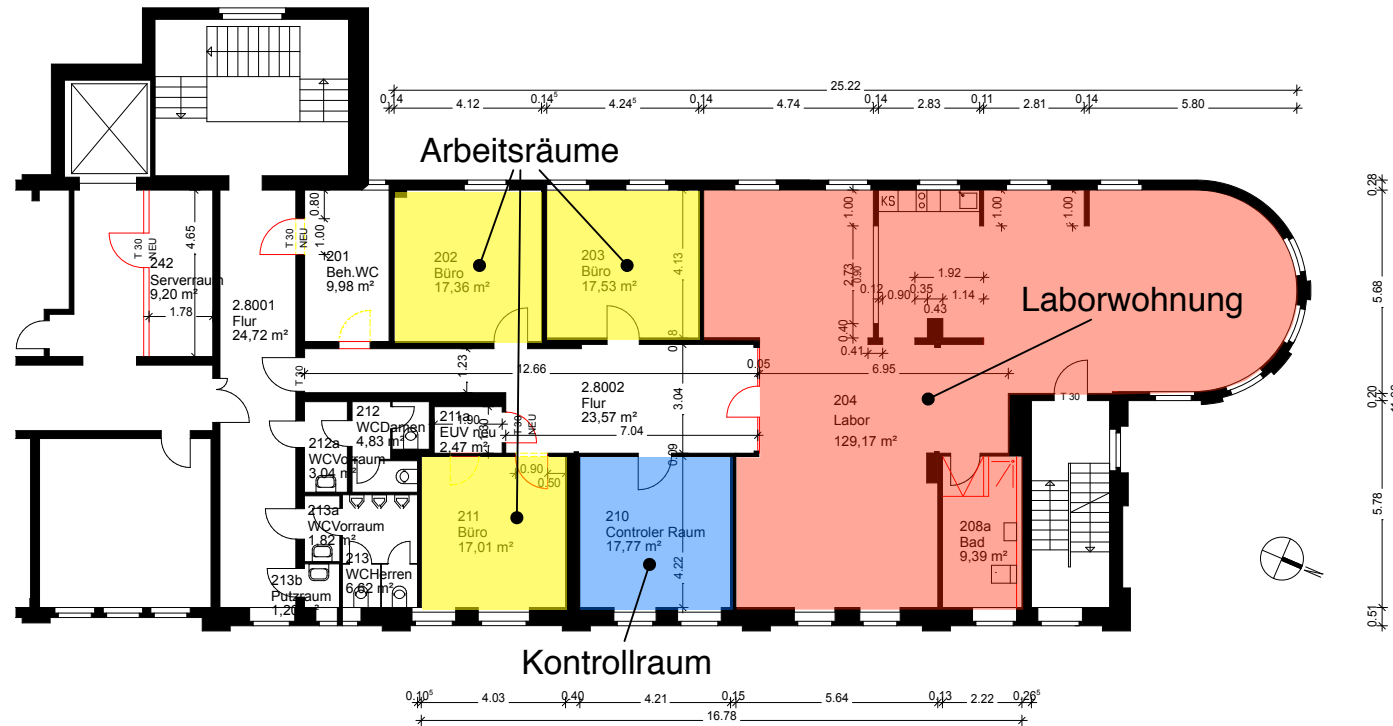 25.22
0.14
4.12
0.14⁵
4.24⁵
0.14
4.74
0.14
2.83
0.11
2.81
0.14
5.80
Arbeitsräume
0.28
5.68
0.20
5.78
0.51
4.65
T 30
NEU
242
Serverraum
9,20 m²
1.78
2.8001
Flur
24,72 m²
0.80
1.00
T 30
NEU
201
Beh.WC
9,98 m²
202
Büro
17,36 m²
203
Büro
17,53 m²
4.13
KS
1.00
1.00
1.00
2.73
0.90
0.12
0.90
0.35
1.92
1.14
0.43
0.40
0.41
Laborwohnung
T 30
1.23
12.66
0.05
6.95
T 30
2.8002
Flur
23,57 m²
3.04
7.04
0.09
204
Labor
129,17 m²
212
WCDamen
4,83 m²
211a
1.90
EUV neu
2,47 m²
T 30
NEU
212a
WCVorraum
3,04 m²
0.90
0.50
213a
WCVorraum
1,82 m²
213
WCHerren
6,62 m²
213b
Putzraum
211
Büro
17,01 m²
210
Controler Raum
17,77 m²
4.22
208a
Bad
9,39 m²
Kontrollraum
0.10⁵
4.03
0.40
4.21
0.15
5.64
0.13
2.22
0.26⁵
16.78